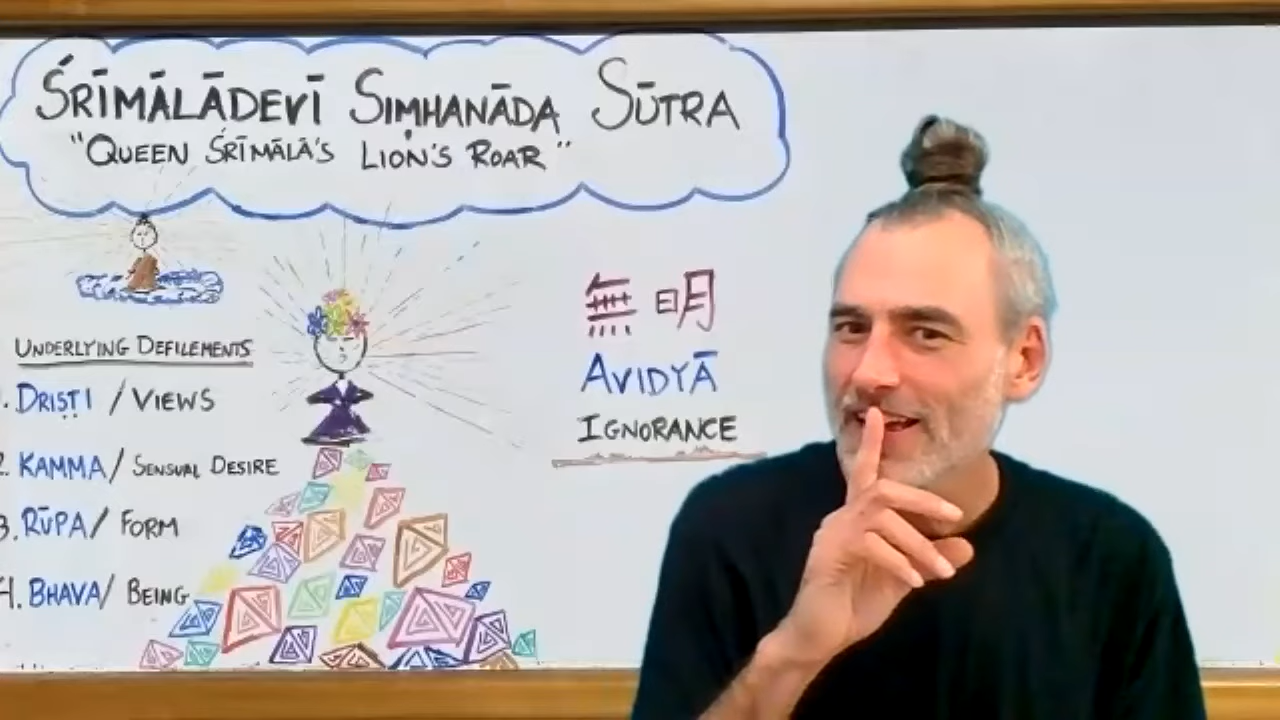 ŚRĪMĀLĀDEVĪ SIṂHANĀDA SŪTRA
"QUEEN ŚRĪMĀLĀ'S LION'S ROAR"
UNDERLYING DEFILEMENTS
1. DRIṢṬI / VIEWS
2. KAMMA / SENSUAL DESIRE
3. RŪPA / FORM
4. BHAVA / BEING
無明
AVIDYĀ
IGNORANCE